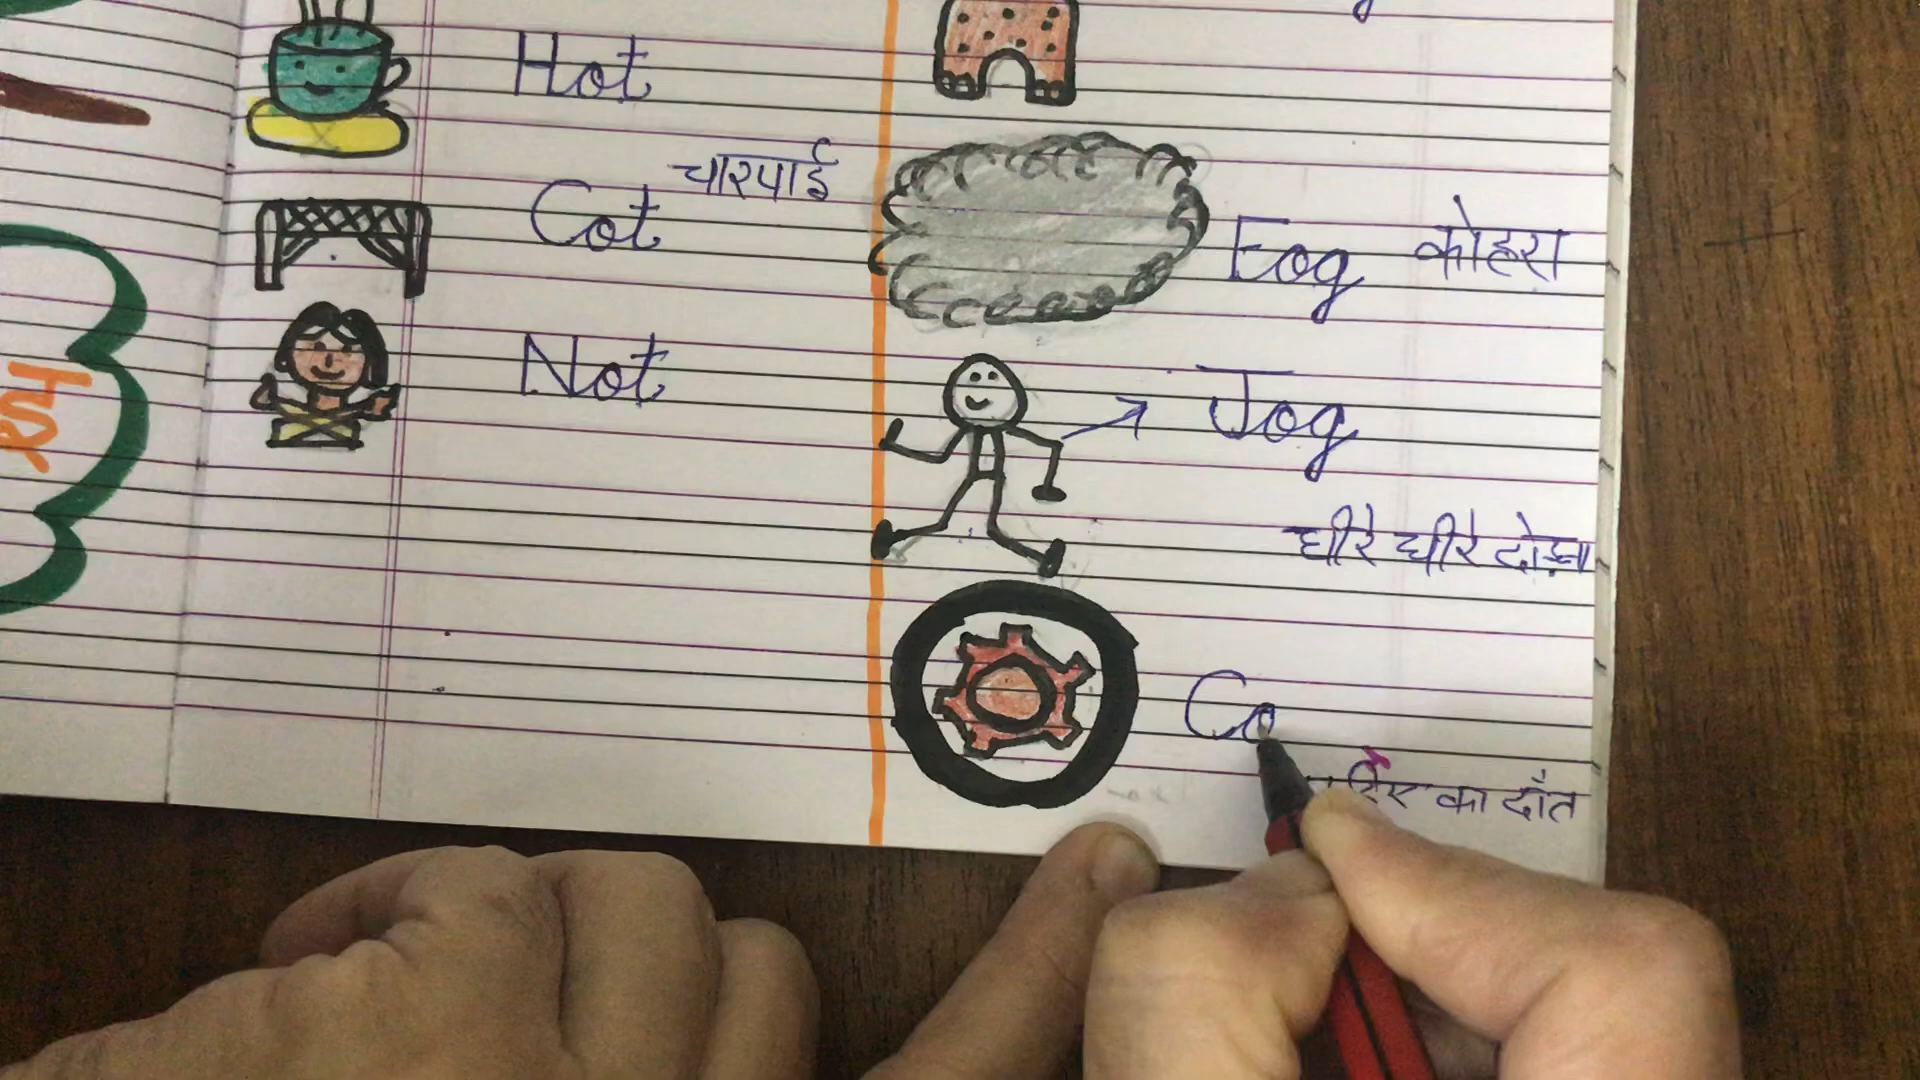 Hot
चारपाई
Cot
Not
Fog कोहरा
Jog
धीरे धीरे दोड़ना
Co
का दाँत